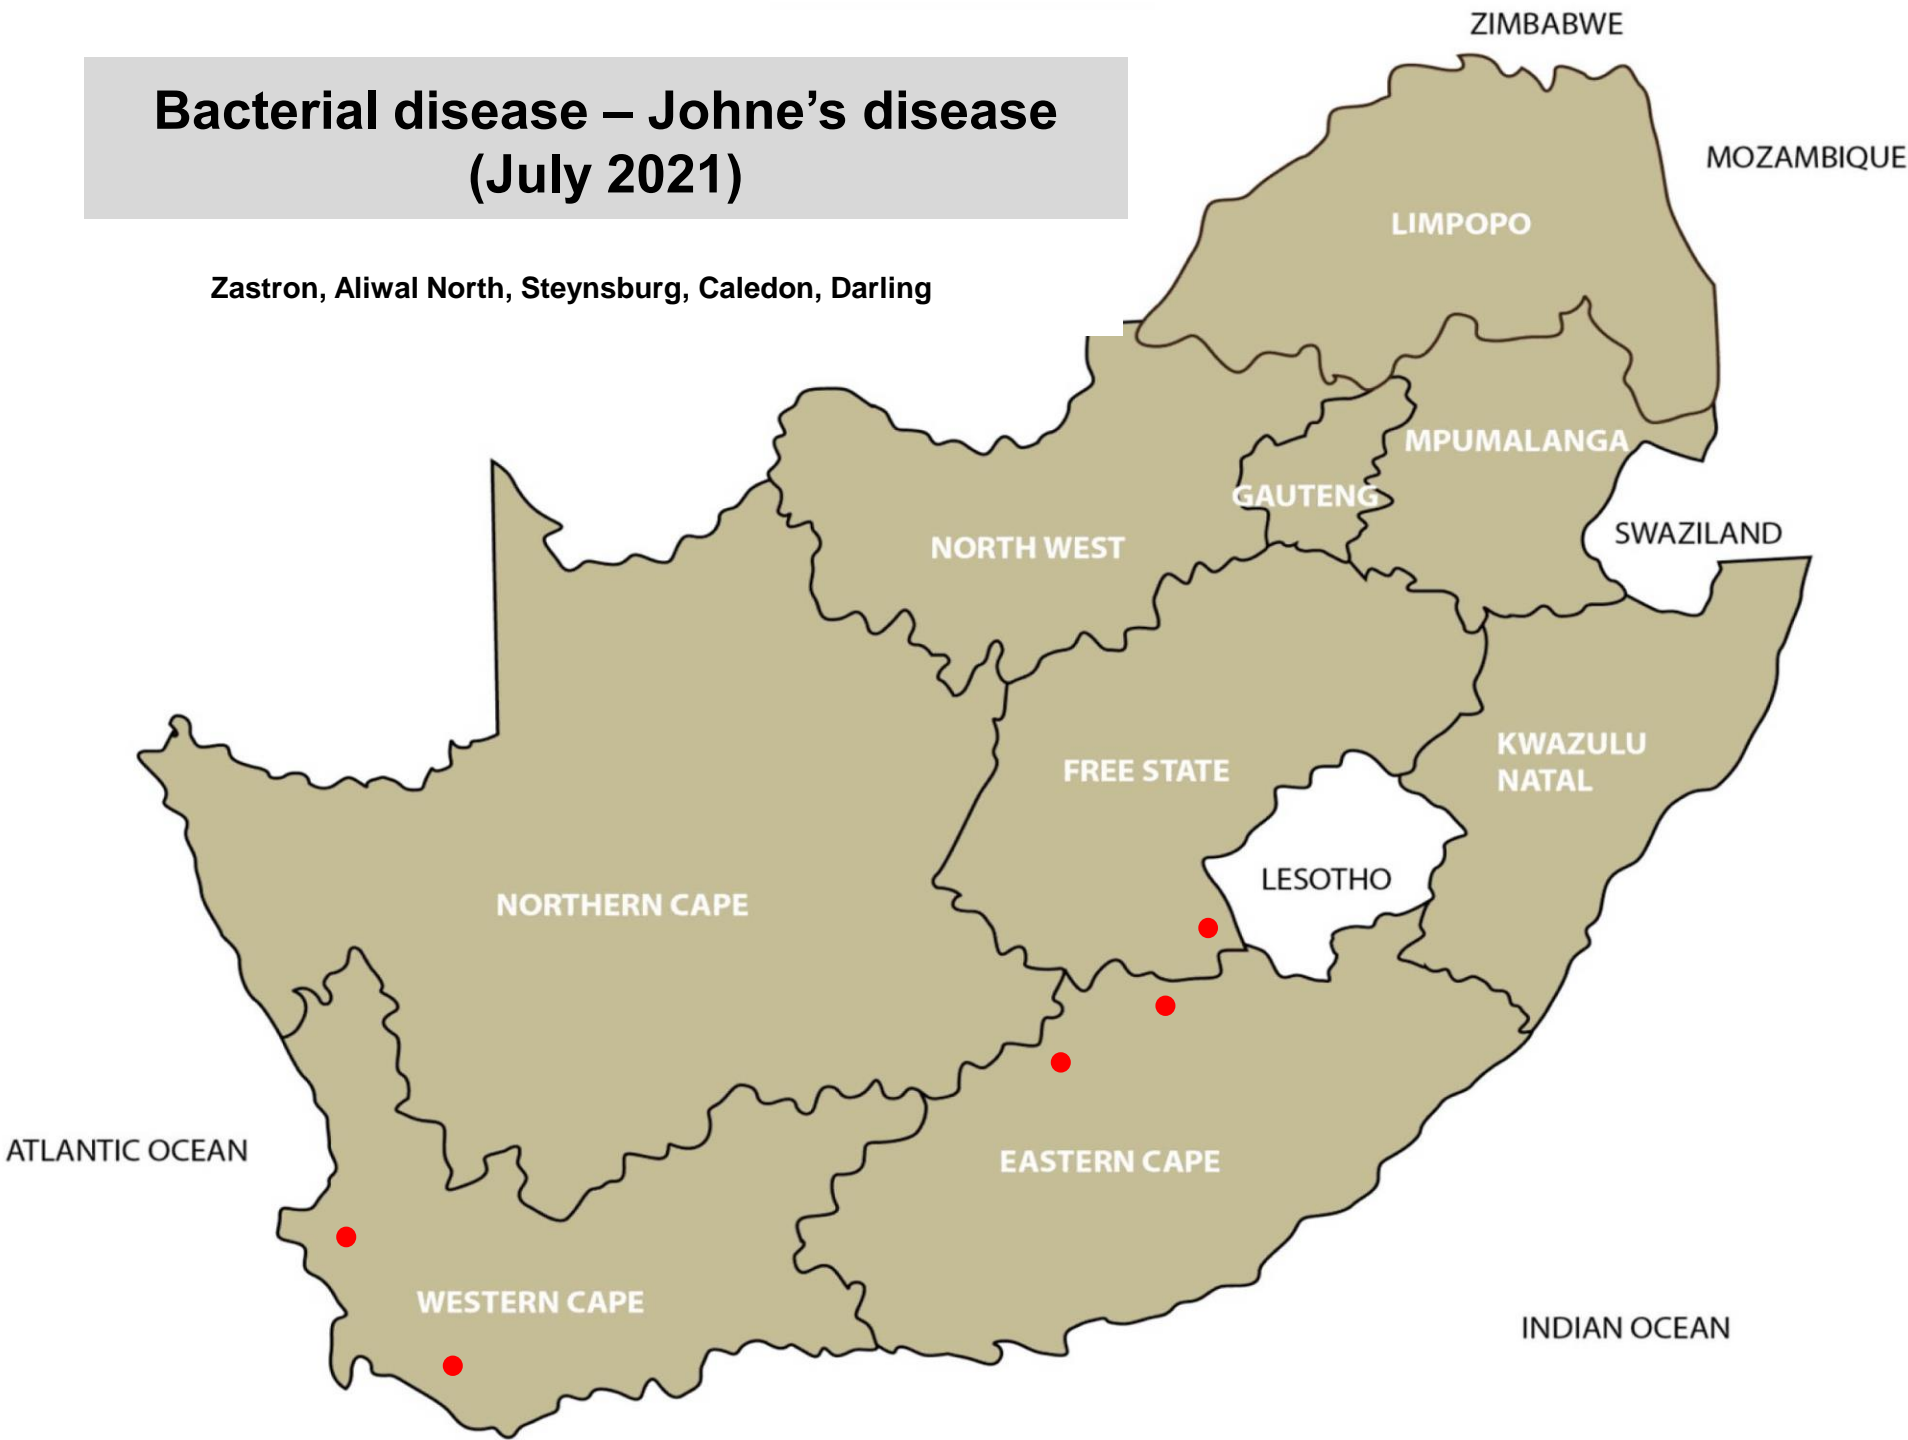 Bacterial disease – Johne’s disease
(July 2021)
Zastron, Aliwal North, Steynsburg, Caledon, Darling
ZIMBABWE
MOZAMBIQUE
LIMPOPO
MPUMALANGA
GAUTENG
SWAZILAND
NORTH WEST
KWAZULU
NATAL
FREE STATE
LESOTHO
NORTHERN CAPE
ATLANTIC OCEAN
EASTERN CAPE
WESTERN CAPE
INDIAN OCEAN